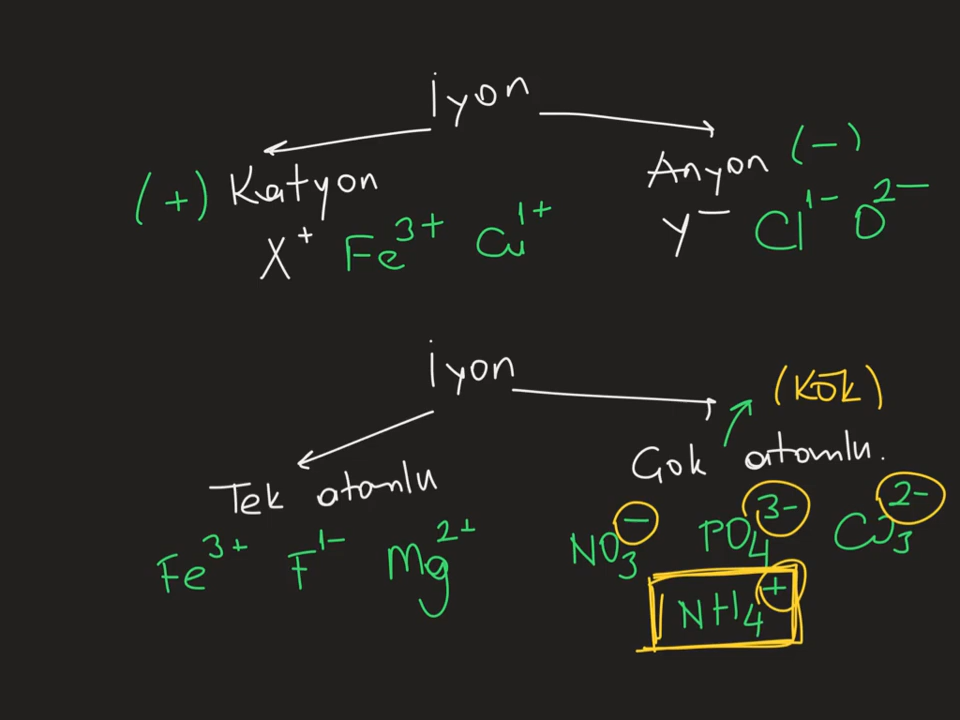 İyon
(+) Katyon Anyon (-)
X⁺ Fe³⁺ Cu¹⁺ Y⁻ Cl¹⁻ O²⁻
İyon
(Kök)
Tek atomlu Çok atomlu.
Fe³⁺ F¹⁻ Mg²⁺ NO₃⁻ PO₄³⁻ CO₃²⁻
NH₄⁺